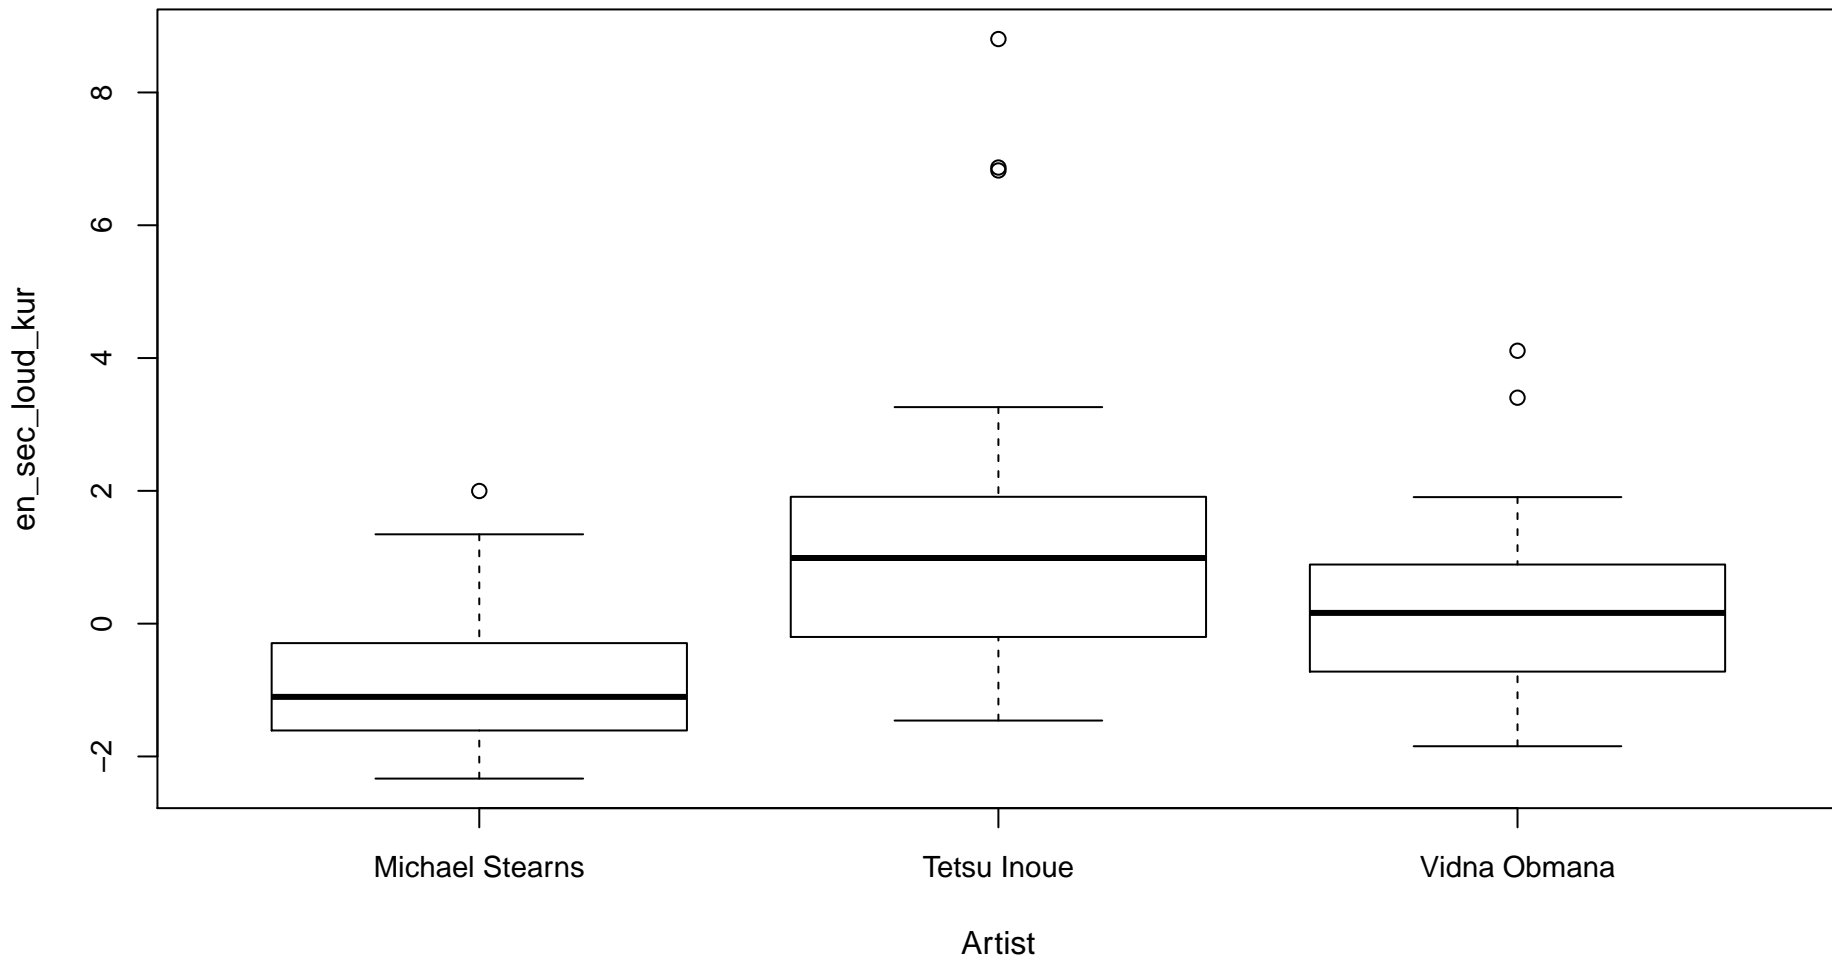 en_sec_loud_kur
8
6
4
2
0
−2
Michael Stearns
Tetsu Inoue
Vidna Obmana
Artist